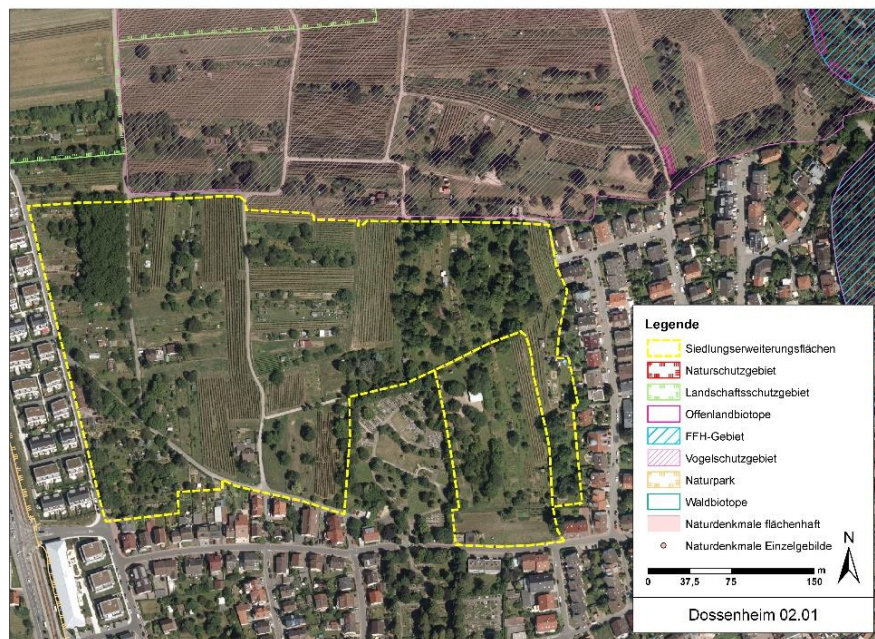 Legende
Siedlungserweiterungsflächen
Naturschutzgebiet
Landschaftsschutzgebiet
Offenlandbiotope
FFH-Gebiet
Vogelschutzgebiet
Naturpark
Waldbiotope
Naturdenkmale flächenhaft
Naturdenkmale Einzelgebilde
N
m
0 37,5 75 150
Dossenheim 02.01